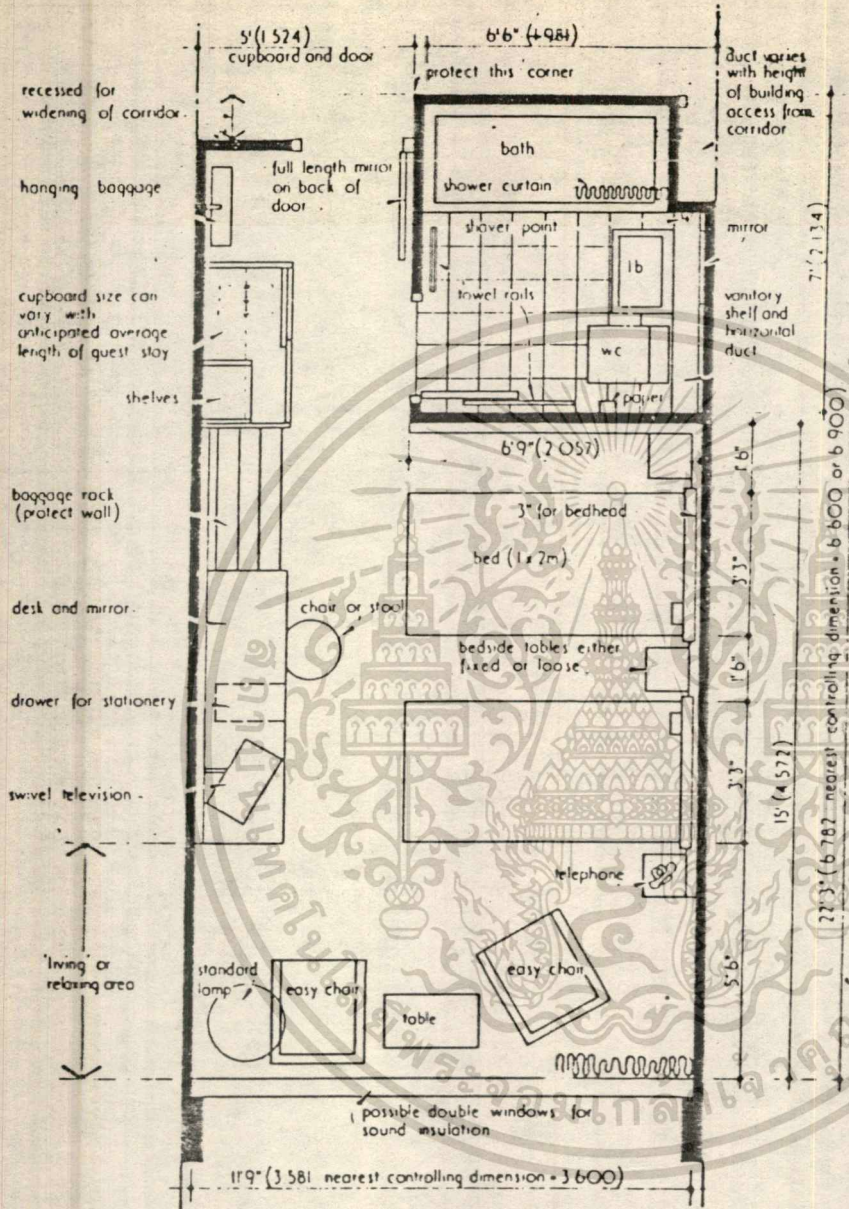 5'(1 524)
cupboard and door
6'6" (1 981)
protect this corner
duct varies
with height
of building
access from
corridor
recessed for
widening of corridor
hanging baggage
full length mirror
on back of
door
bath
shower curtain
shaver point
lb
towel rails
wc
paper
mirror
vanitory
shelf and
horizontal
duct
7'(2 134)
cupboard size can
vary with
anticipated average
length of guest stay
shelves
6'9"(2 057)
1'6"
baggage rack
(protect wall)
3" for bedhead
bed (1 x 2m)
3'3"
desk and mirror
chair or stool
bedside tables either
fixed or loose
1'6"
drawer for stationery
swivel television
3'3"
15'(4 572)
22'3"(6 782 nearest controlling dimension = 6 600 or 6 900)
telephone
'living' or
relaxing area
standard
lamp
easy chair
table
easy chair
5'6"
possible double windows for
sound insulation
11'9"(3 581 nearest controlling dimension = 3 600)